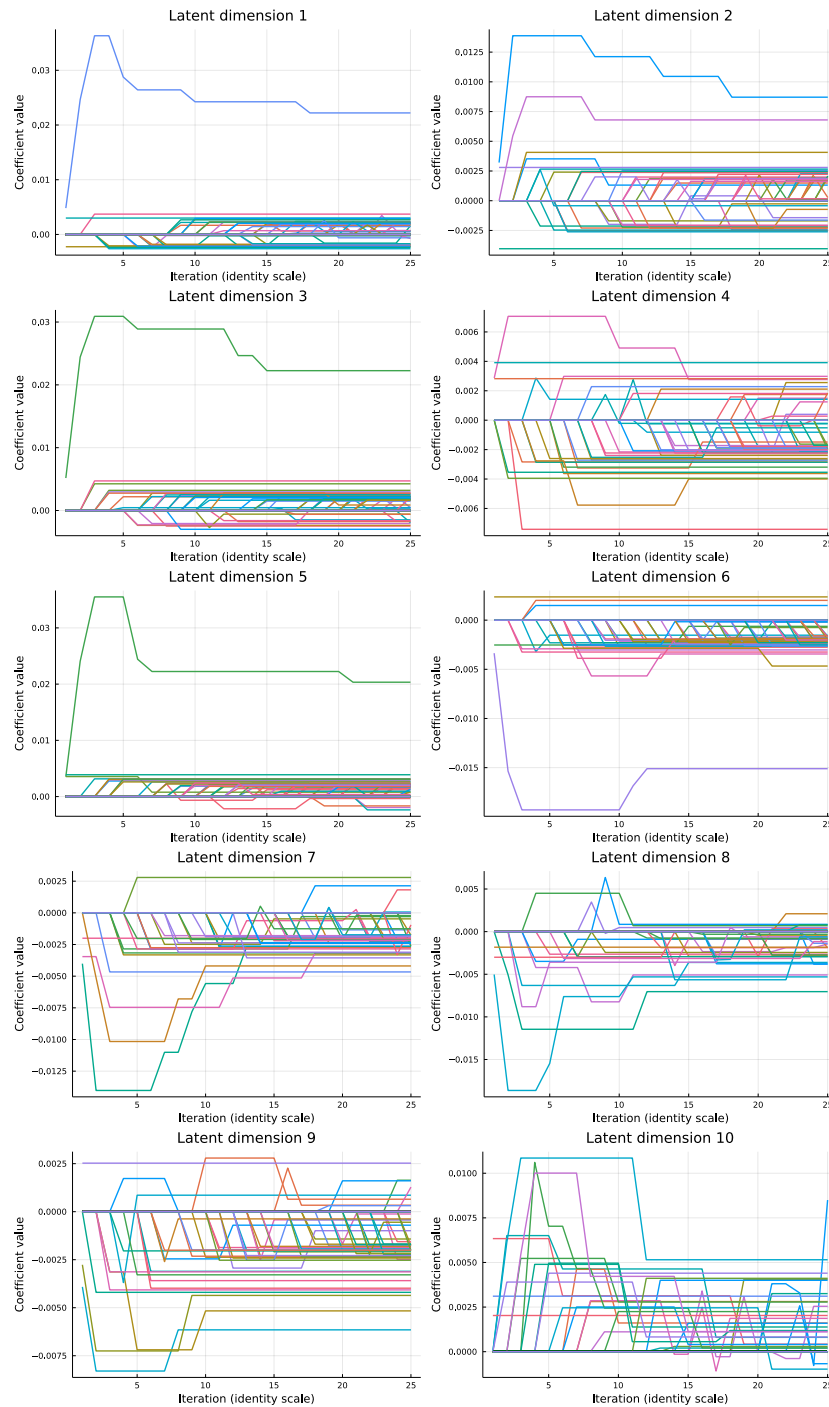 Latent dimension 1
Coefficient value
0.03
0.02
0.01
0.00
5 10 15 20 25
Iteration (identity scale)
Latent dimension 2
Coefficient value
0.0125
0.0100
0.0075
0.0050
0.0025
0.0000
−0.0025
5 10 15 20 25
Iteration (identity scale)
Latent dimension 3
Coefficient value
0.03
0.02
0.01
0.00
5 10 15 20 25
Iteration (identity scale)
Latent dimension 4
Coefficient value
0.006
0.004
0.002
0.000
−0.002
−0.004
−0.006
5 10 15 20 25
Iteration (identity scale)
Latent dimension 5
Coefficient value
0.03
0.02
0.01
0.00
5 10 15 20 25
Iteration (identity scale)
Latent dimension 6
Coefficient value
0.000
−0.005
−0.010
−0.015
5 10 15 20 25
Iteration (identity scale)
Latent dimension 7
Coefficient value
0.0025
0.0000
−0.0025
−0.0050
−0.0075
−0.0100
−0.0125
5 10 15 20 25
Iteration (identity scale)
Latent dimension 8
Coefficient value
0.005
0.000
−0.005
−0.010
−0.015
5 10 15 20 25
Iteration (identity scale)
Latent dimension 9
Coefficient value
0.0025
0.0000
−0.0025
−0.0050
−0.0075
5 10 15 20 25
Iteration (identity scale)
Latent dimension 10
Coefficient value
0.0100
0.0075
0.0050
0.0025
0.0000
5 10 15 20 25
Iteration (identity scale)